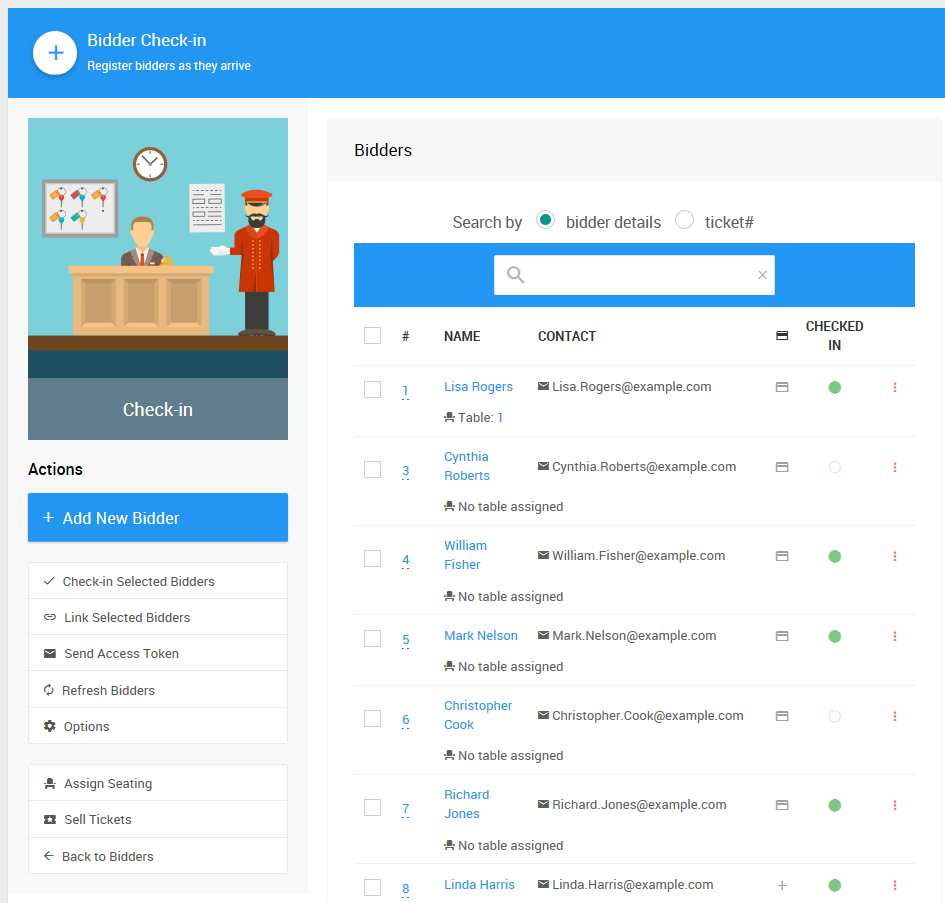 Bidder Check-in
Register bidders as they arrive
Check-in
Actions
+ Add New Bidder
Check-in Selected Bidders
Link Selected Bidders
Send Access Token
Refresh Bidders
Options
Assign Seating
Sell Tickets
Back to Bidders
Bidders
Search by bidder details ticket#
# NAME CONTACT CHECKED IN
1 Lisa Rogers Lisa.Rogers@example.com
Table: 1
3 Cynthia Roberts Cynthia.Roberts@example.com
No table assigned
4 William Fisher William.Fisher@example.com
No table assigned
5 Mark Nelson Mark.Nelson@example.com
No table assigned
6 Christopher Cook Christopher.Cook@example.com
No table assigned
7 Richard Jones Richard.Jones@example.com
No table assigned
8 Linda Harris Linda.Harris@example.com